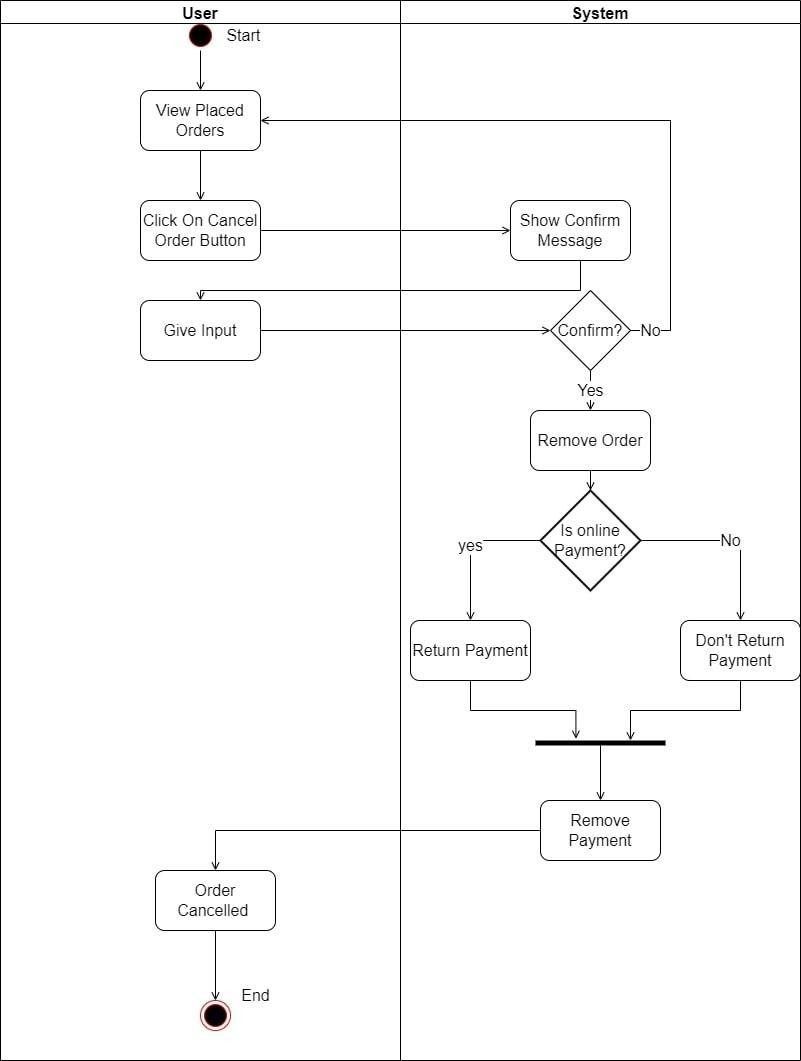 User
System
Start
View Placed
Orders
Click On Cancel
Order Button
Show Confirm
Message
Give Input
Confirm?
No
Yes
Remove Order
Is online
Payment?
yes
No
Return Payment
Don't Return
Payment
Remove
Payment
Order
Cancelled
End